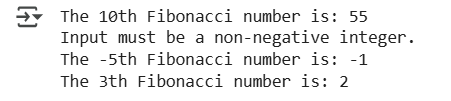 The 10th Fibonacci number is: 55
Input must be a non-negative integer.
The -5th Fibonacci number is: -1
The 3th Fibonacci number is: 2